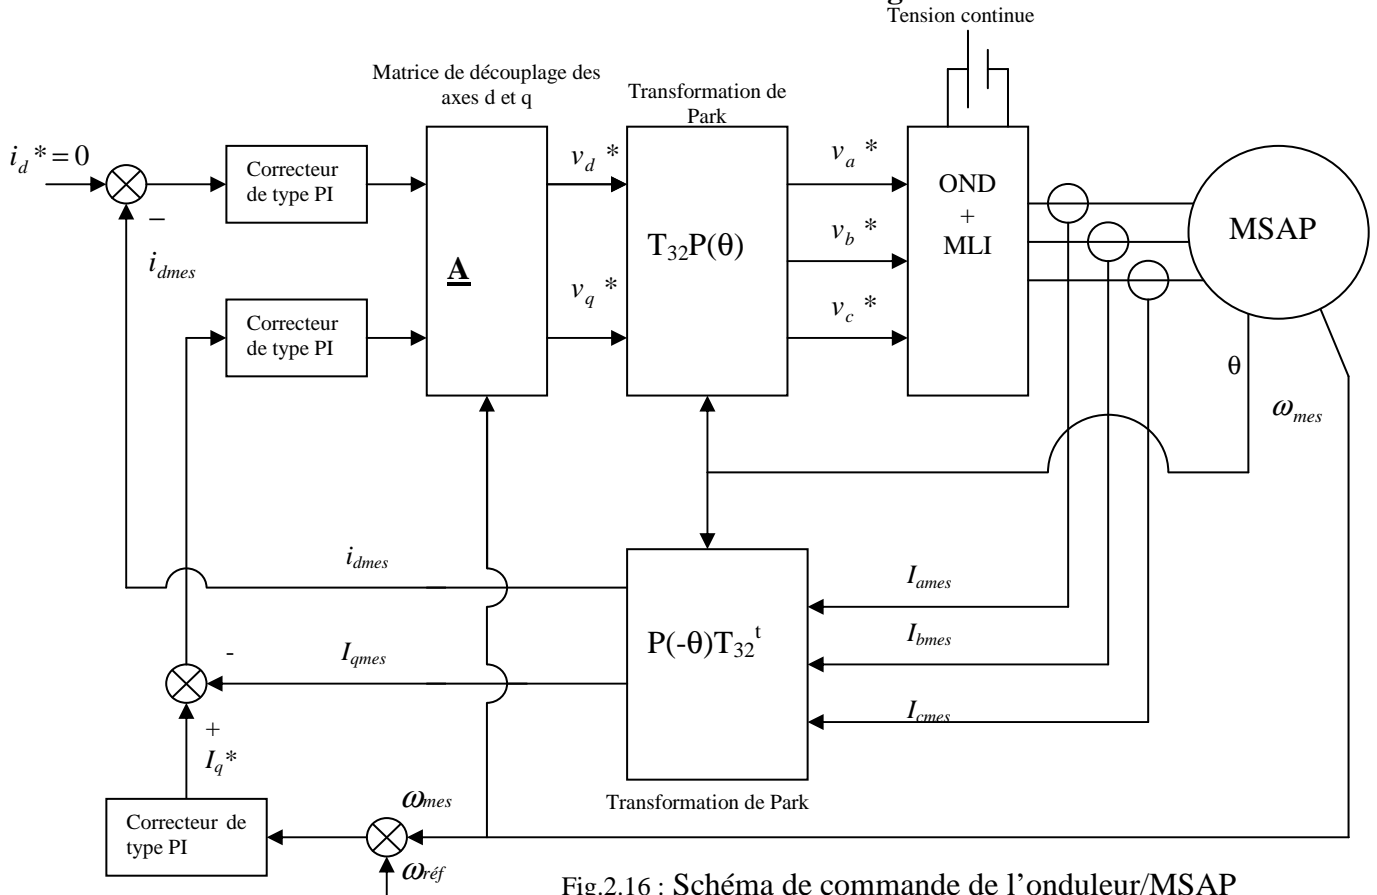 Tension continue
Matrice de découplage des
axes d et q
Transformation de
Park
i_d * = 0
Correcteur
de type PI
v_d *
v_a *
OND
+
MLI
MSAP
−
i_dmes
A
T₃₂P(θ)
v_b *
v_q *
v_c *
Correcteur
de type PI
θ
ω_mes
i_dmes
I_ames
P(-θ)T₃₂ᵗ
I_bmes
-
I_qmes
I_cmes
+
I_q*
Transformation de Park
ω_mes
Correcteur de
type PI
ω_réf
Fig.2.16 : Schéma de commande de l’onduleur/MSAP